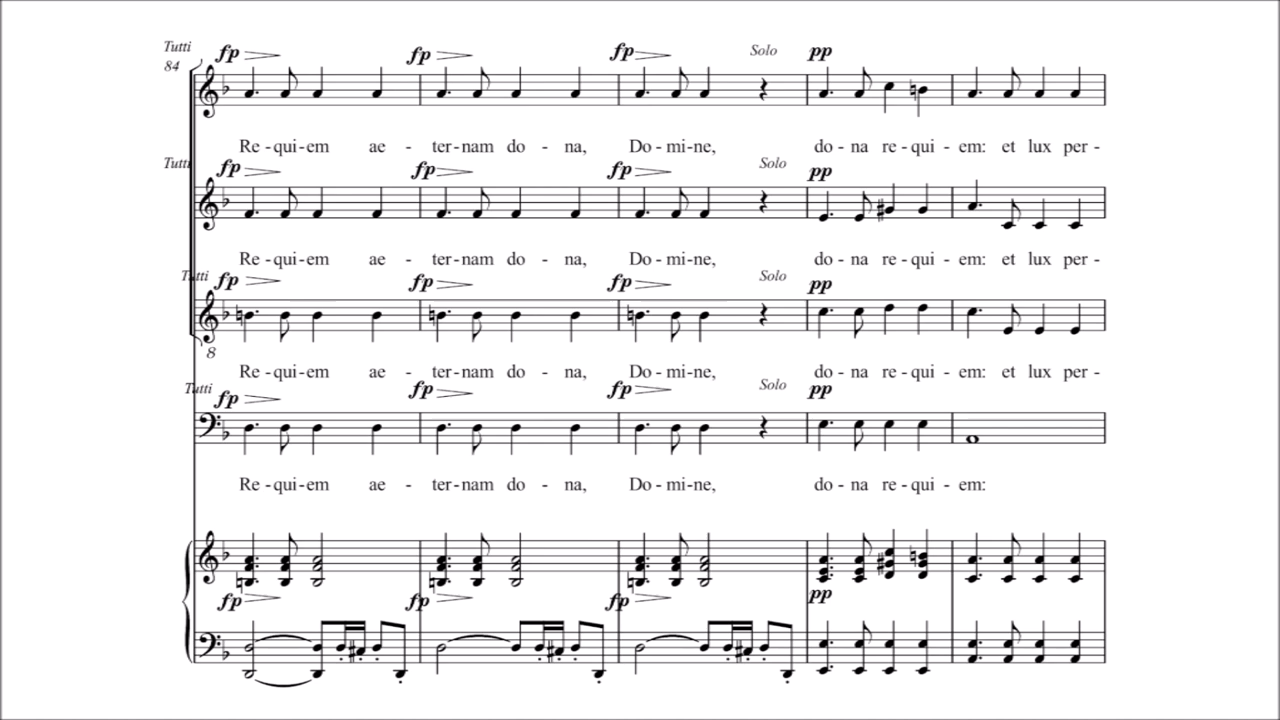 Tutti
84
fp fp fp Solo pp
Re - qui - em ae - ter - nam do - na, Do - mi - ne, do - na re - qui - em: et lux per -
Tutti fp fp fp Solo pp
Re - qui - em ae - ter - nam do - na, Do - mi - ne, do - na re - qui - em: et lux per -
Tutti fp fp fp Solo pp
8
Re - qui - em ae - ter - nam do - na, Do - mi - ne, do - na re - qui - em: et lux per -
Tutti fp fp fp Solo pp
Re - qui - em ae - ter - nam do - na, Do - mi - ne, do - na re - qui - em:
fp fp fp pp